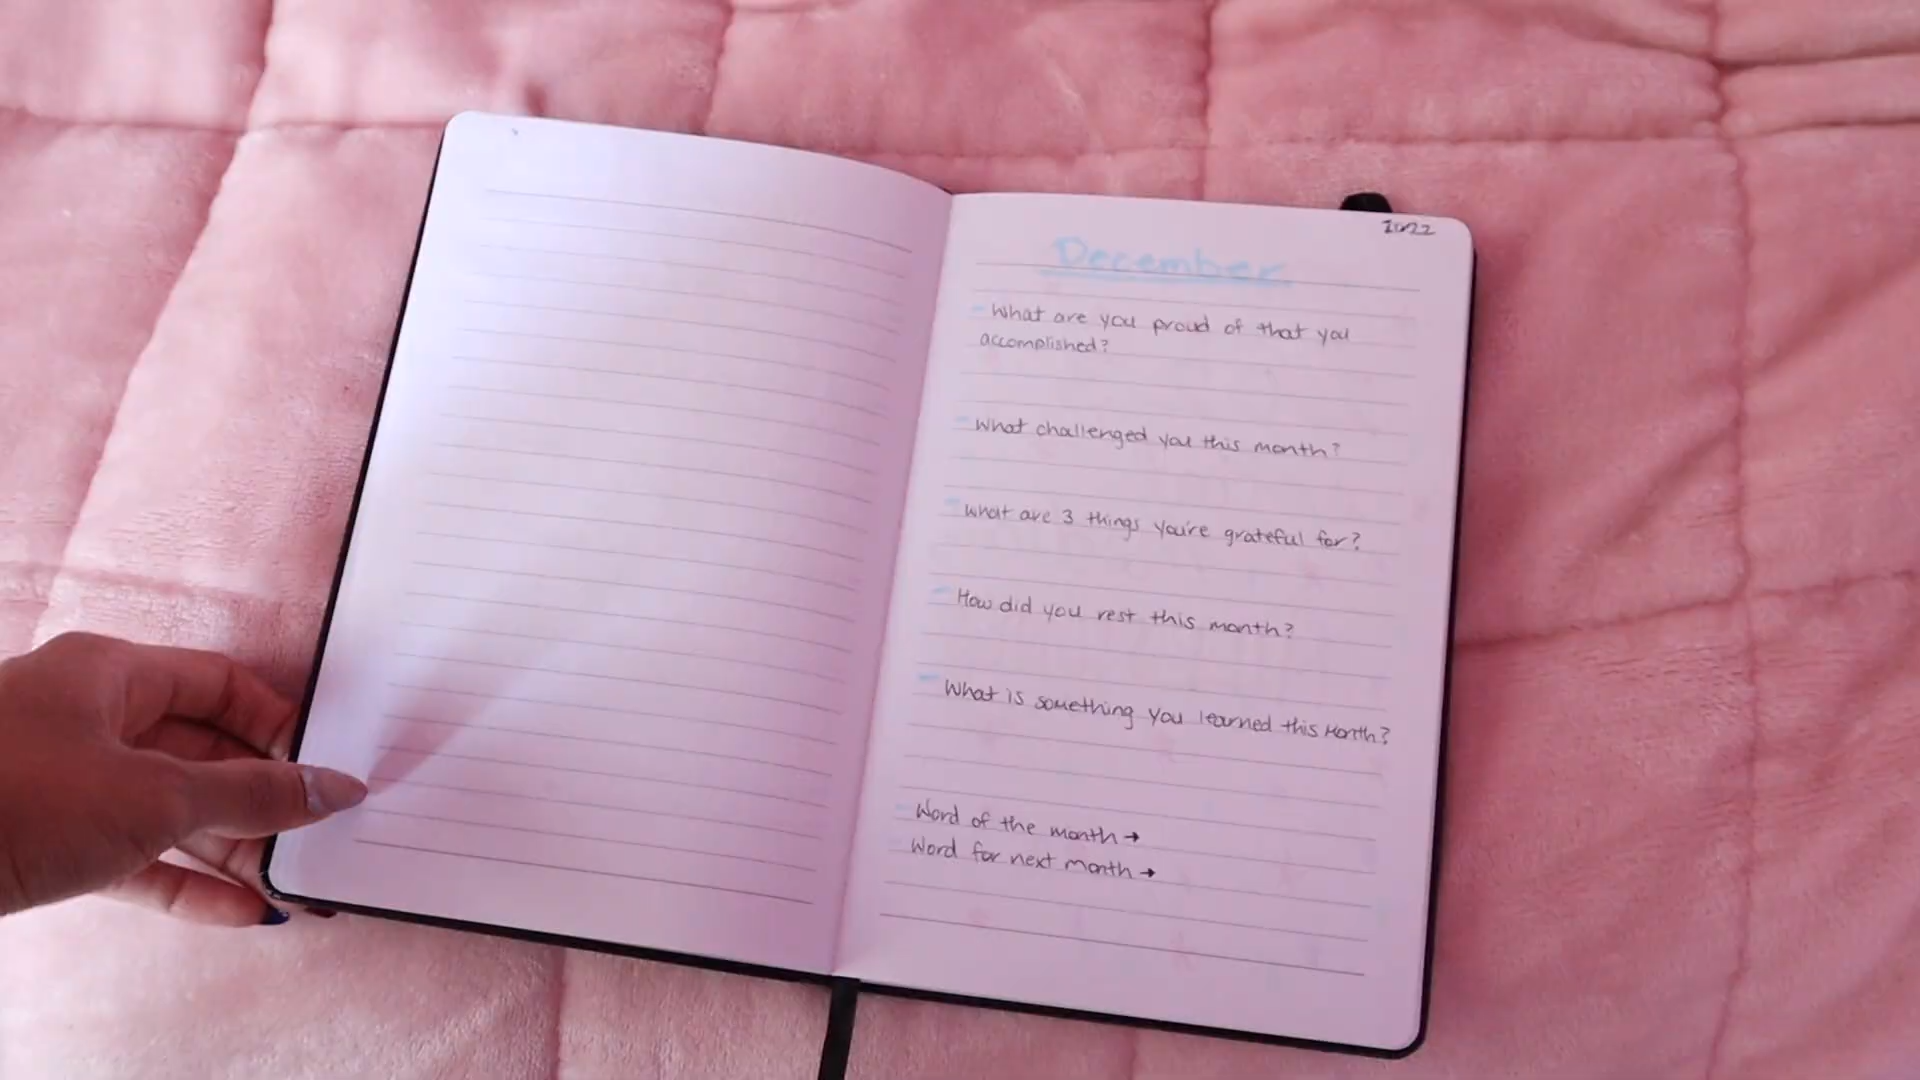 2022
December
- What are you proud of that you
accomplished?
- What challenged you this month?
- What are 3 things you're grateful for?
- How did you rest this month?
- What is something you learned this Month?
- Word of the month →
- Word for next month →